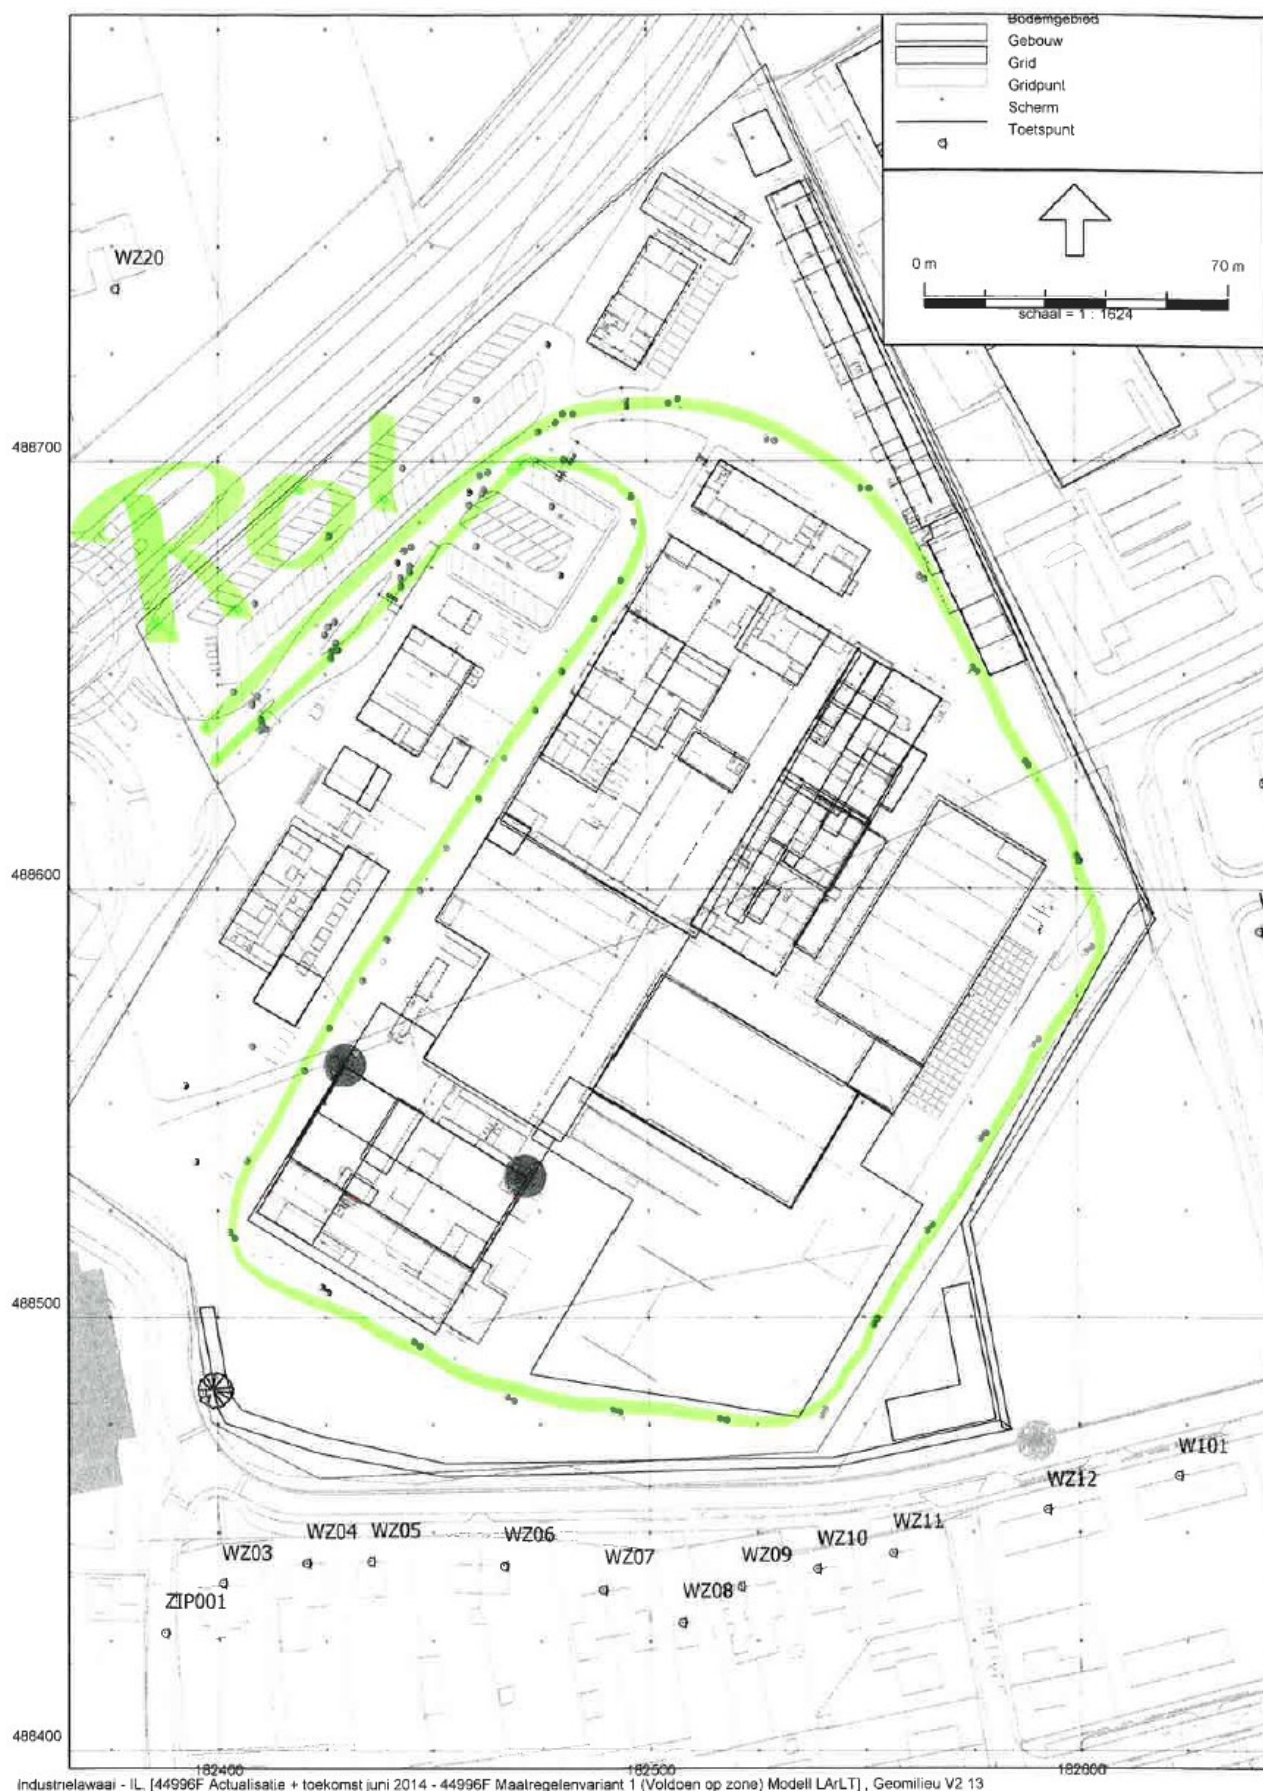 Bodemgebied
Gebouw
Grid
Gridpunt
Scherm
Toetspunt
0 m 70 m
schaal = 1 : 1624
WZ20
488700
Rol
488600
488500
W101
WZ12
WZ11
WZ10
WZ09
WZ08
WZ07
WZ06
WZ04 WZ05
WZ03
ZIP001
488400
182400 182500 182600
Industrielawaai - IL, [44996F Actualisatie + toekomst juni 2014 - 44996F Maatregelenvariant 1 (Voldoen op zone) Modell LArLT] , Geomilieu V2.13